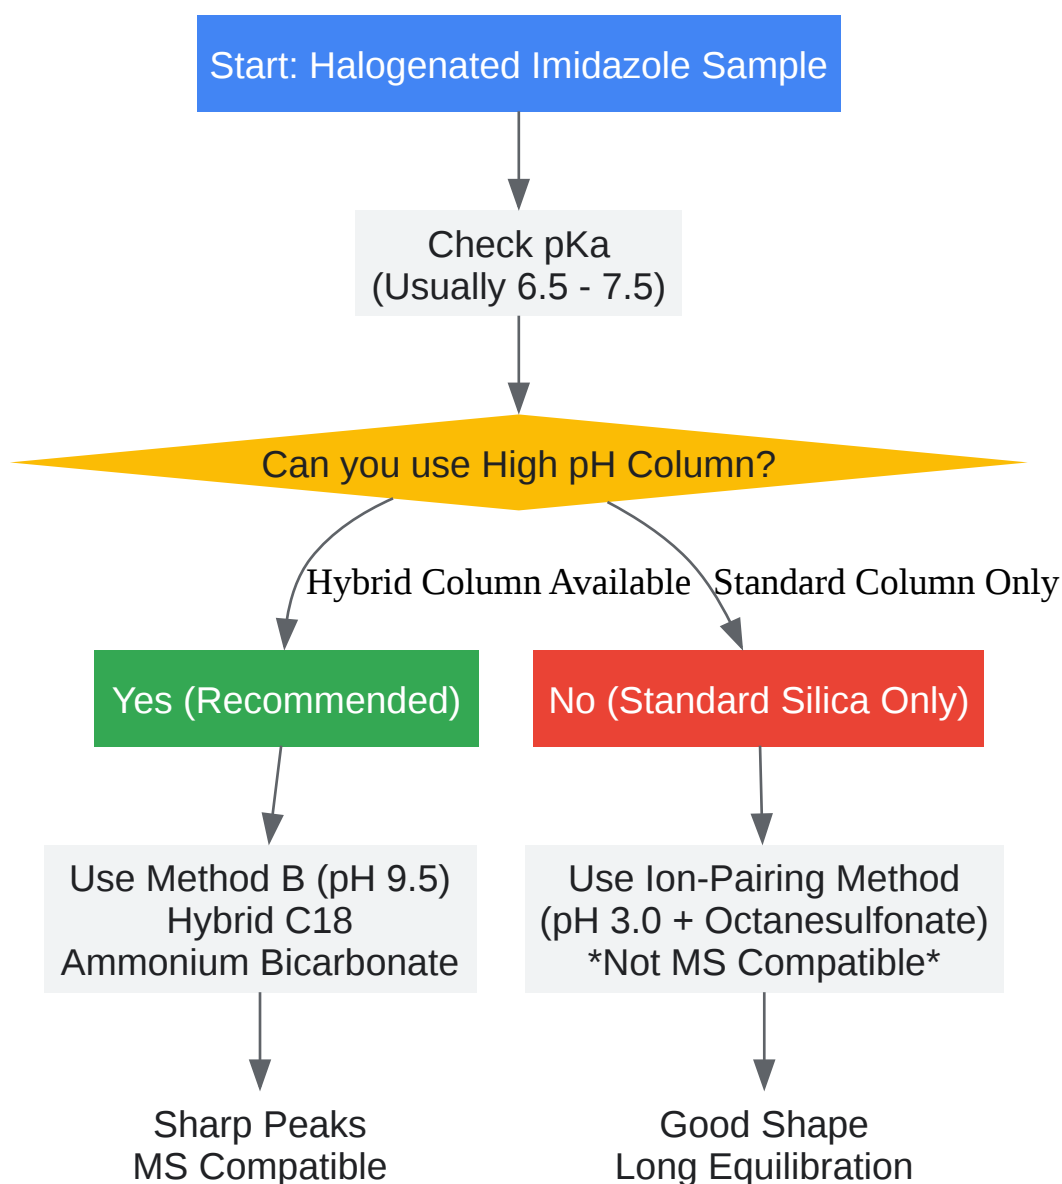 Start: Halogenated Imidazole Sample
Check pKa
(Usually 6.5 - 7.5)
Can you use High pH Column?
Hybrid Column Available
Standard Column Only
Yes (Recommended)
No (Standard Silica Only)
Use Method B (pH 9.5)
Hybrid C18
Ammonium Bicarbonate
Use Ion-Pairing Method
(pH 3.0 + Octanesulfonate)
*Not MS Compatible*
Sharp Peaks
MS Compatible
Good Shape
Long Equilibration